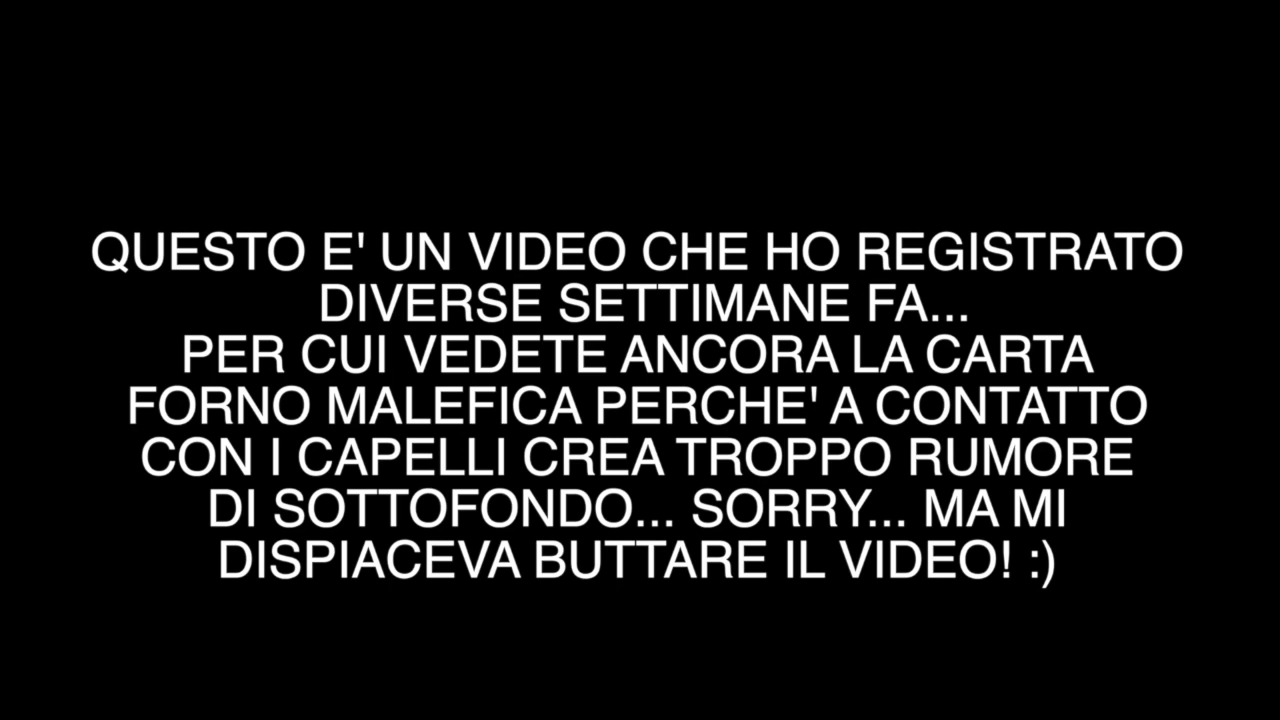 QUESTO E' UN VIDEO CHE HO REGISTRATO
DIVERSE SETTIMANE FA...
PER CUI VEDETE ANCORA LA CARTA
FORNO MALEFICA PERCHE' A CONTATTO
CON I CAPELLI CREA TROPPO RUMORE
DI SOTTOFONDO... SORRY... MA MI
DISPIACEVA BUTTARE IL VIDEO! :)